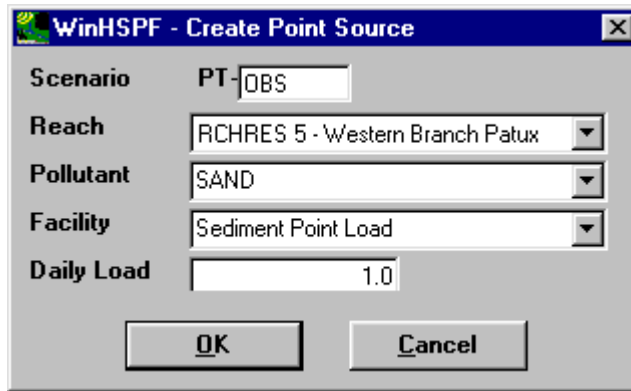 WinHSPF - Create Point Source
Scenario PT-OBS
Reach RCHRES 5 - Western Branch Patux
Pollutant SAND
Facility Sediment Point Load
Daily Load 1.0
OK Cancel